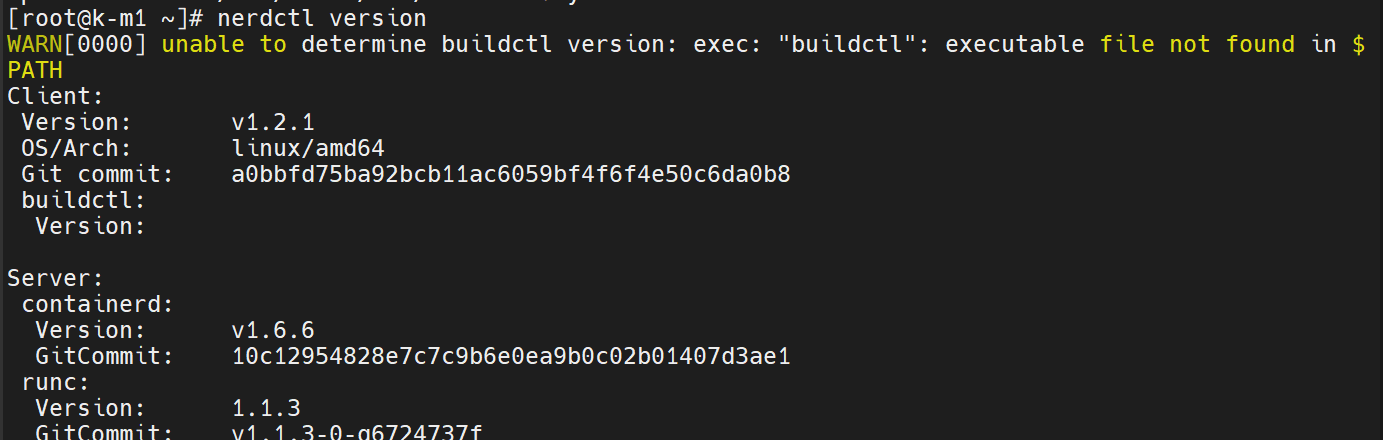 [root@k-m1 ~]# nerdctl version
WARN[0000] unable to determine buildctl version: exec: "buildctl": executable file not found in $
PATH
Client:
 Version:      v1.2.1
 OS/Arch:      linux/amd64
 Git commit:    a0bbfd75ba92bcb11ac6059bf4f6f4e50c6da0b8
 buildctl:
  Version:

Server:
 containerd:
  Version:      v1.6.6
  GitCommit:    10c12954828e7c7c9b6e0ea9b0c02b01407d3ae1
 runc:
  Version:      1.1.3
  GitCommit:    v1.1.3-0-g6724737f